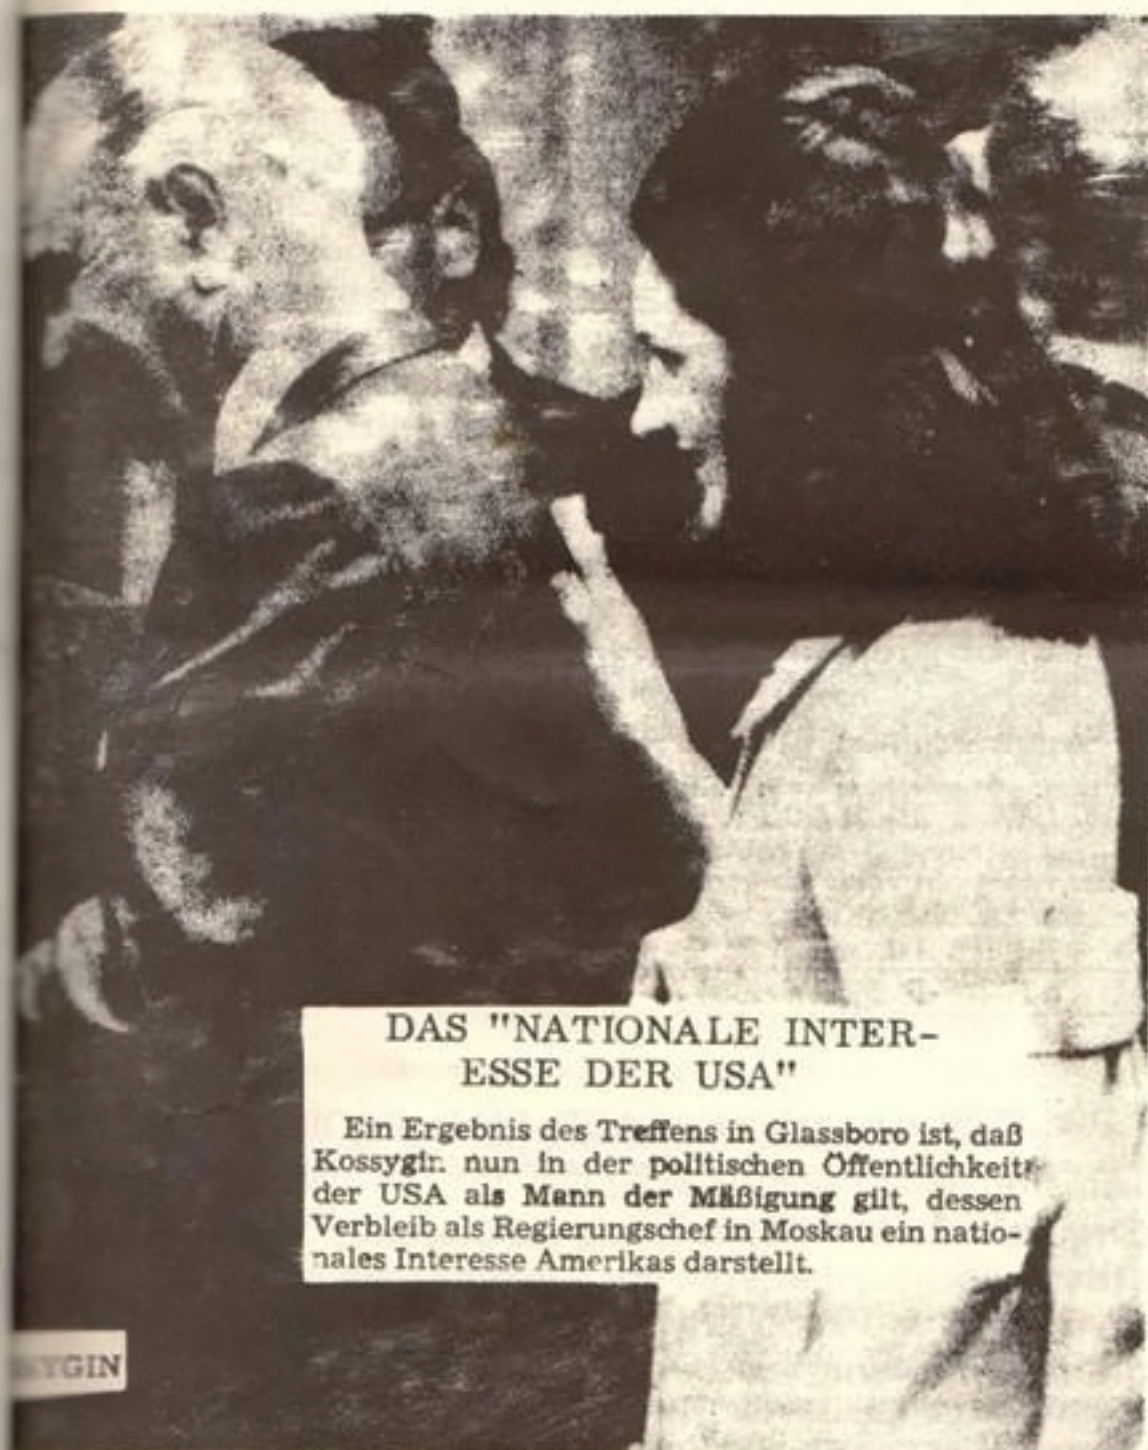 DAS "NATIONALE INTER-
ESSE DER USA"
Ein Ergebnis des Treffens in Glassboro ist, daß
Kossygin nun in der politischen Öffentlichkeit
der USA als Mann der Mäßigung gilt, dessen
Verbleib als Regierungschef in Moskau ein natio-
nales Interesse Amerikas darstellt.
YGIN